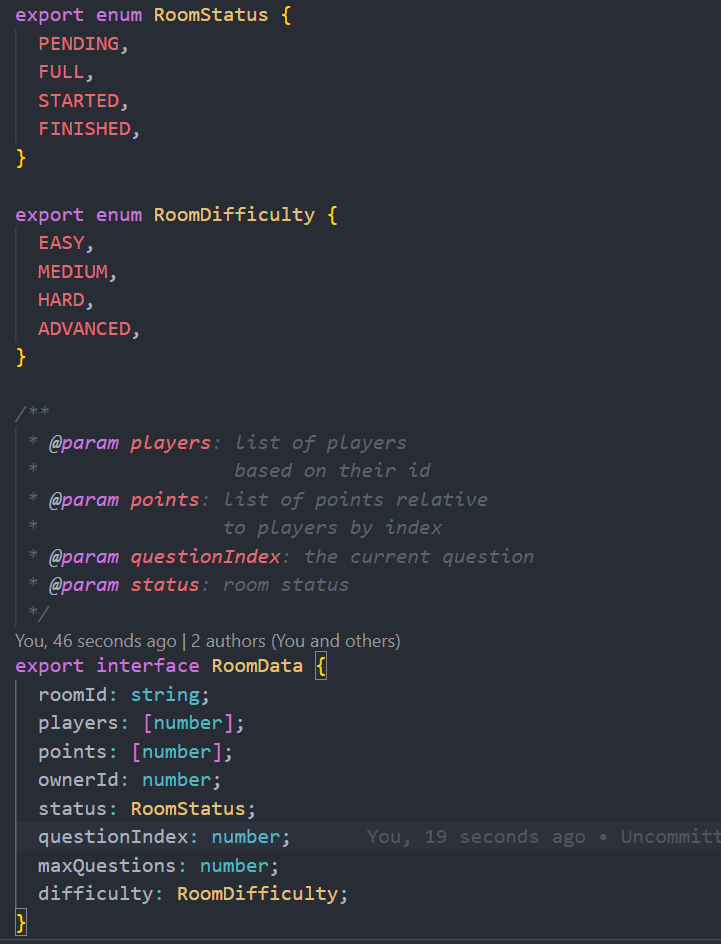 export enum RoomStatus {
PENDING,
FULL,
STARTED,
FINISHED,
}
export enum RoomDifficulty {
EASY,
MEDIUM,
HARD,
ADVANCED,
}
/**
* @param players: list of players
* based on their id
* @param points: list of points relative
* to players by index
* @param questionIndex: the current question
* @param status: room status
*/
You, 46 seconds ago | 2 authors (You and others)
export interface RoomData {
roomId: string;
players: [number];
points: [number];
ownerId: number;
status: RoomStatus;
questionIndex: number; You, 19 seconds ago • Uncommitt
maxQuestions: number;
difficulty: RoomDifficulty;
}